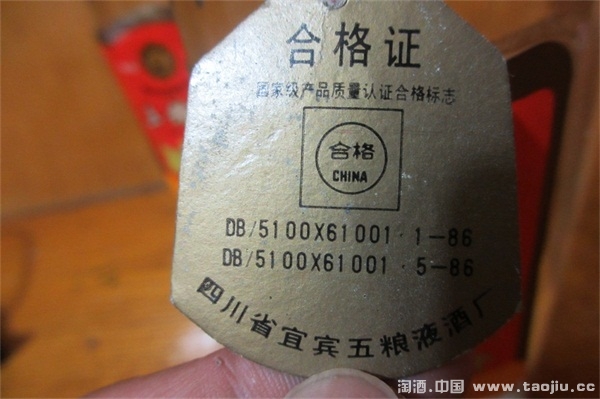 合格证
国家级产品质量认证合格标志
合格
CHINA
DB/5100X61001·1—86
DB/5100X61001·5—86
四川省宜宾五粮液酒厂
淘酒.中国 www.taojiu.cc